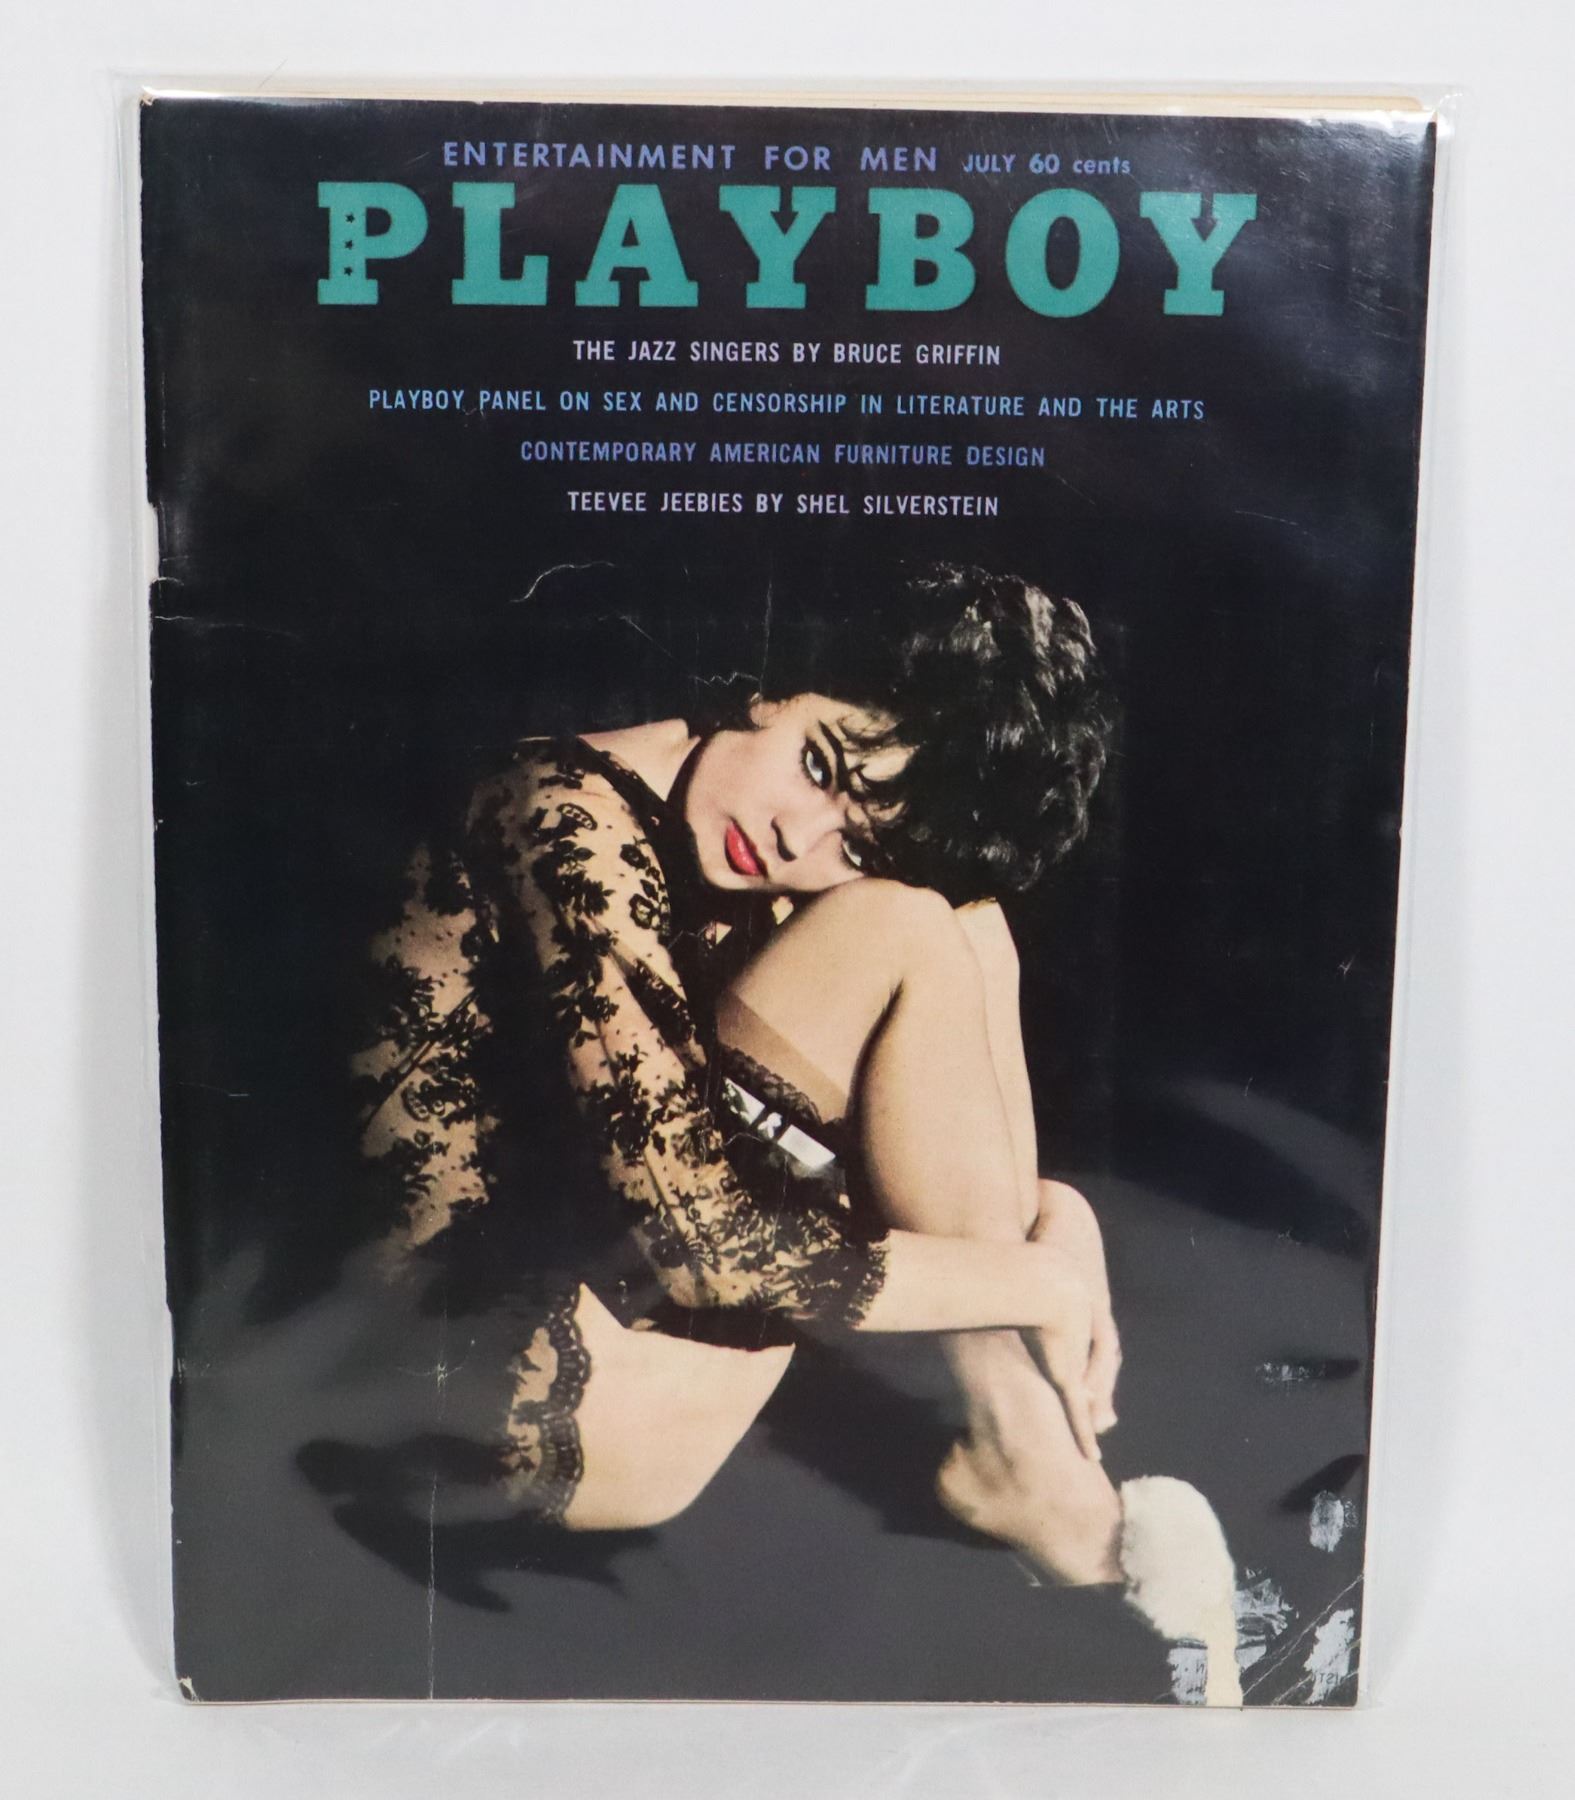 ENTERTAINMENT FOR MEN JULY 60 cents
PLAYBOY
THE JAZZ SINGERS BY BRUCE GRIFFIN
PLAYBOY PANEL ON SEX AND CENSORSHIP IN LITERATURE AND THE ARTS
CONTEMPORARY AMERICAN FURNITURE DESIGN
TEEVEE JEEBIES BY SHEL SILVERSTEIN